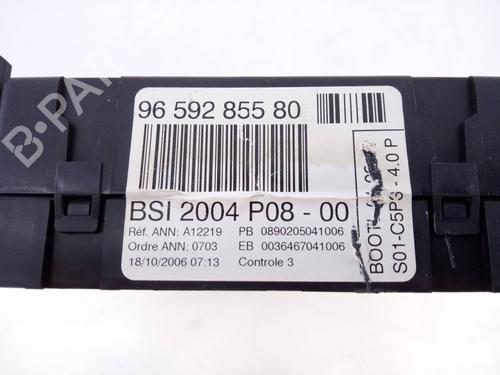 96 592 855 80
BSI 2004 P08 - 00
Réf. ANN: A12219 PB 0890205041006
Ordre ANN: 0703 EB 0036467041006
18/10/2006 07:13 Controle 3
BOOT
S01-C5P3 - 4.0 P
B-PARTS